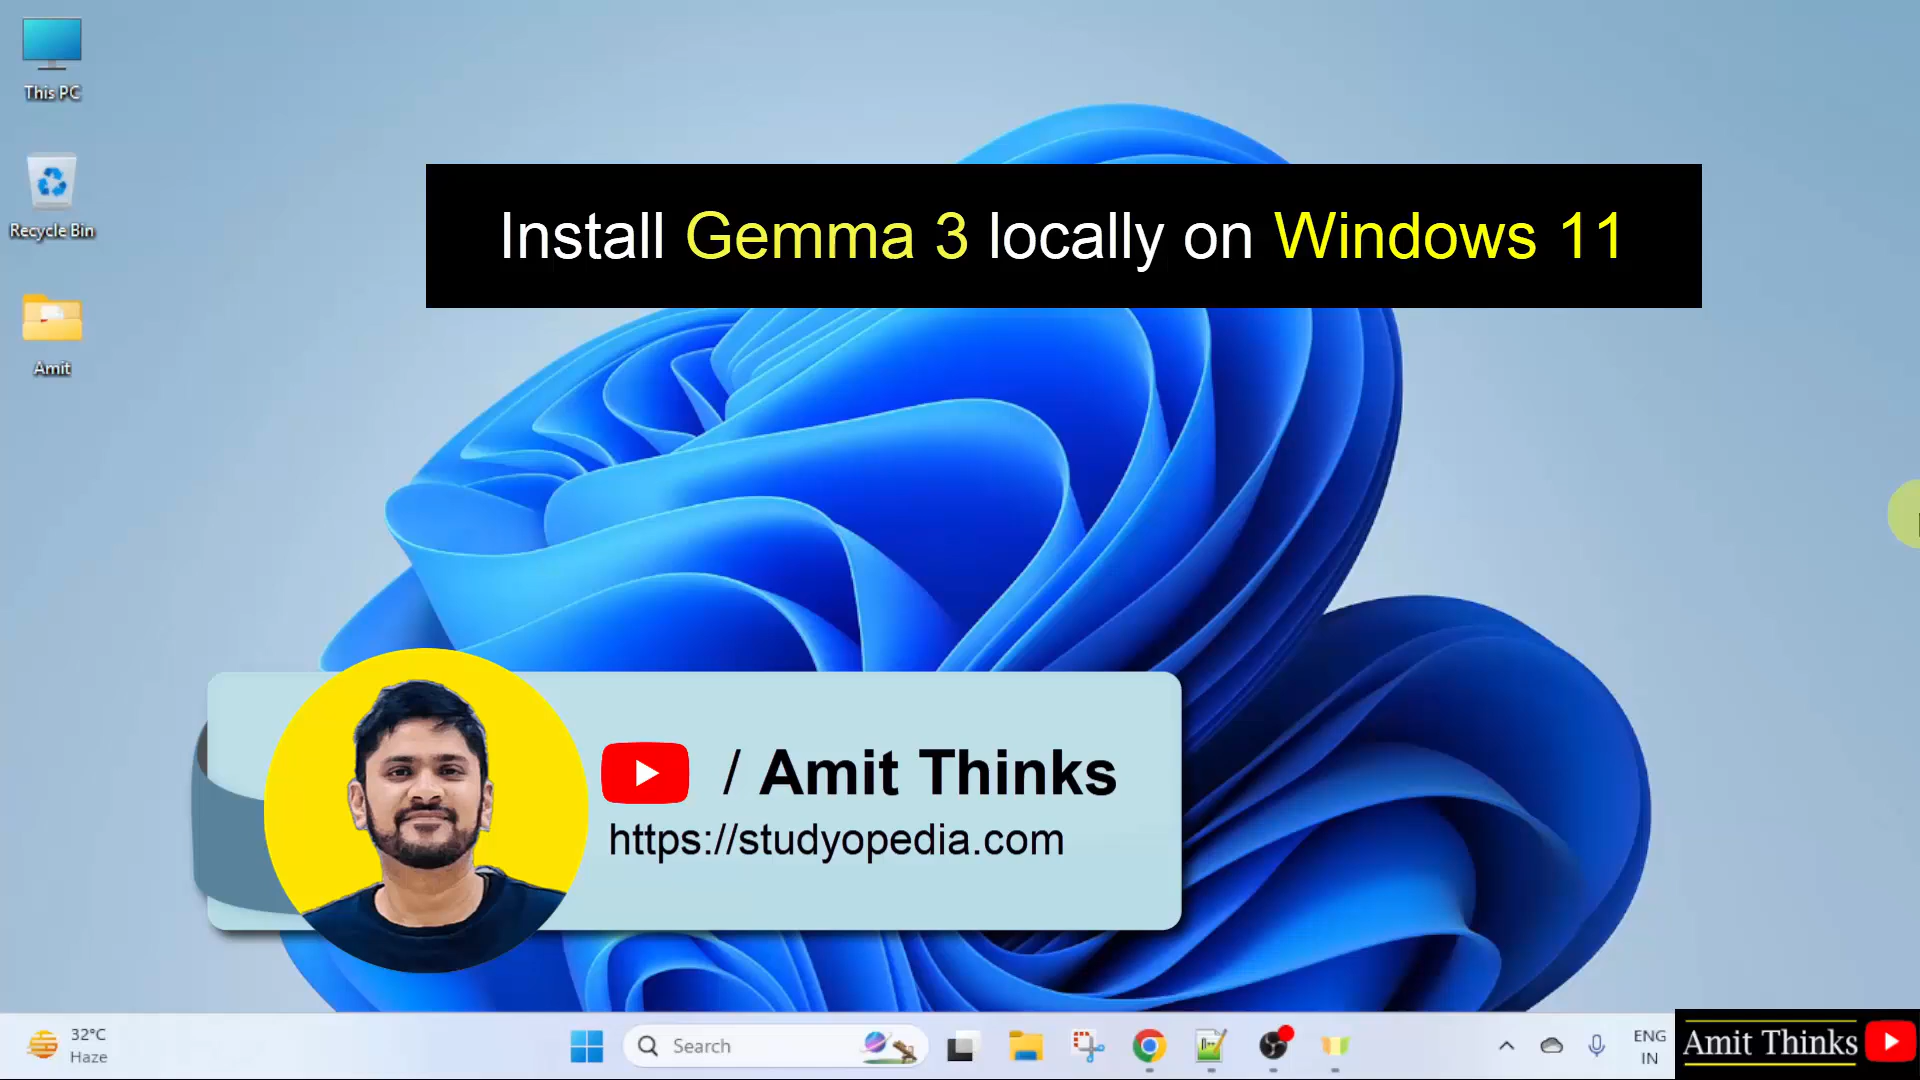 This PC
Recycle Bin
Amit
Install Gemma 3 locally on Windows 11
/ Amit Thinks
https://studyopedia.com
32°C
Haze
Search
ENG
IN
Amit Thinks